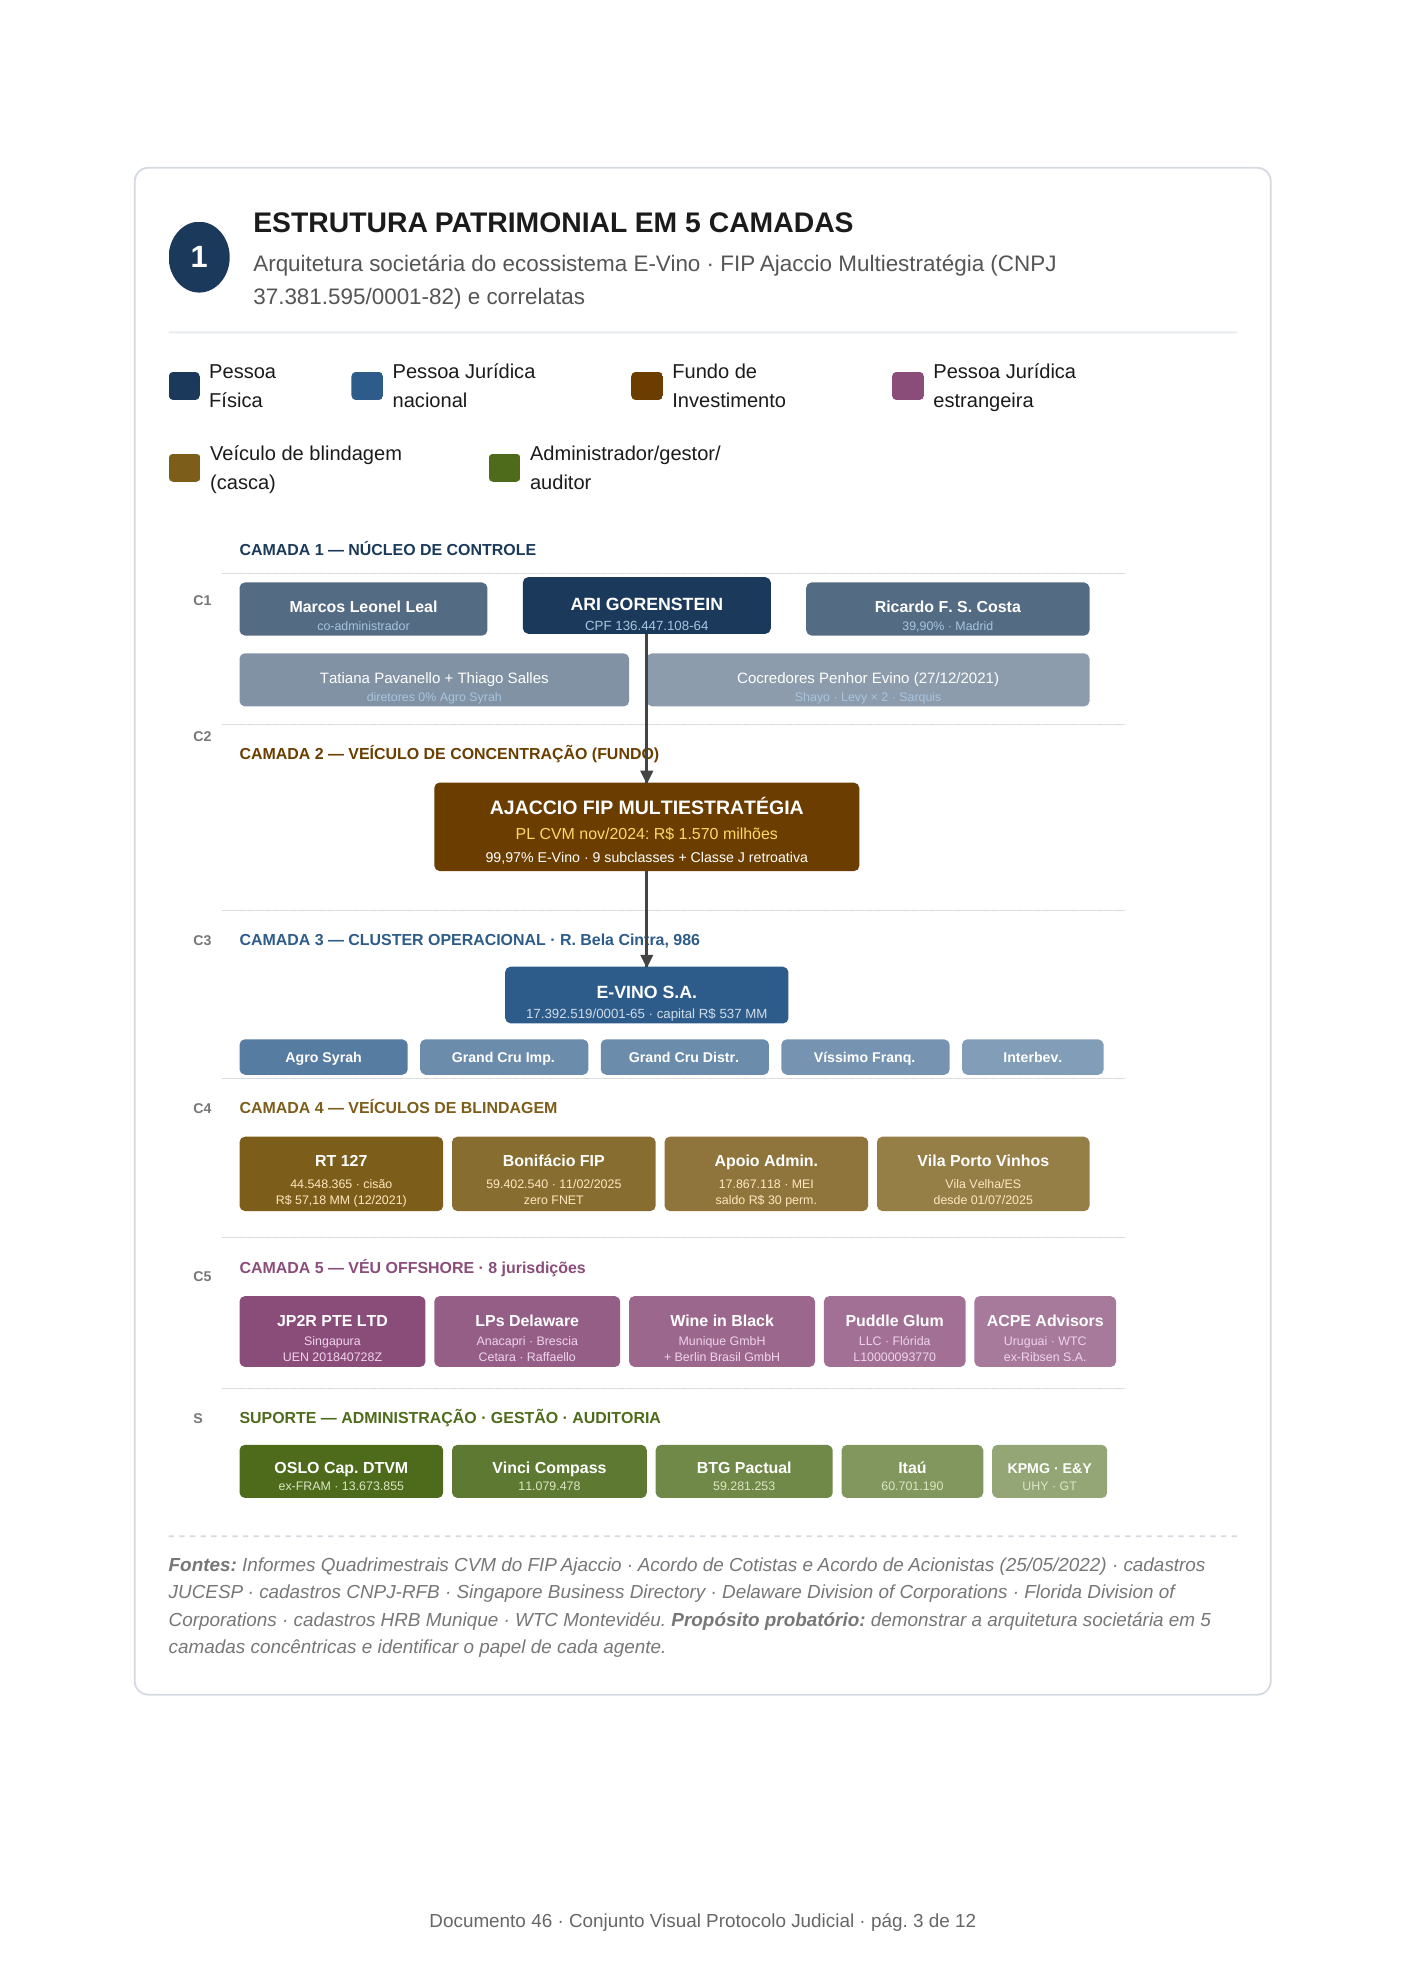 1
ESTRUTURA PATRIMONIAL EM 5 CAMADAS
Arquitetura societária do ecossistema E-Vino · FIP Ajaccio Multiestratégia (CNPJ
37.381.595/0001-82) e correlatas
Pessoa
Física
Pessoa Jurídica
nacional
Fundo de
Investimento
Pessoa Jurídica
estrangeira
Veículo de blindagem
(casca)
Administrador/gestor/
auditor
CAMADA 1 — NÚCLEO DE CONTROLE
C1
Marcos Leonel Leal
co-administrador
ARI GORENSTEIN
CPF 136.447.108-64
Ricardo F. S. Costa
39,90% · Madrid
Tatiana Pavanello + Thiago Salles
diretores 0% Agro Syrah
Cocredores Penhor Evino (27/12/2021)
Shayo · Levy × 2 · Sarquis
C2
CAMADA 2 — VEÍCULO DE CONCENTRAÇÃO (FUNDO)
AJACCIO FIP MULTIESTRATÉGIA
PL CVM nov/2024: R$ 1.570 milhões
99,97% E-Vino · 9 subclasses + Classe J retroativa
C3
CAMADA 3 — CLUSTER OPERACIONAL · R. Bela Cintra, 986
E-VINO S.A.
17.392.519/0001-65 · capital R$ 537 MM
Agro Syrah
Grand Cru Imp.
Grand Cru Distr.
Víssimo Franq.
Interbev.
C4
CAMADA 4 — VEÍCULOS DE BLINDAGEM
RT 127
44.548.365 · cisão
R$ 57,18 MM (12/2021)
Bonifácio FIP
59.402.540 · 11/02/2025
zero FNET
Apoio Admin.
17.867.118 · MEI
saldo R$ 30 perm.
Vila Porto Vinhos
Vila Velha/ES
desde 01/07/2025
C5
CAMADA 5 — VÉU OFFSHORE · 8 jurisdições
JP2R PTE LTD
Singapura
UEN 201840728Z
LPs Delaware
Anacapri · Brescia
Cetara · Raffaello
Wine in Black
Munique GmbH
+ Berlin Brasil GmbH
Puddle Glum
LLC · Flórida
L10000093770
ACPE Advisors
Uruguai · WTC
ex-Ribsen S.A.
S
SUPORTE — ADMINISTRAÇÃO · GESTÃO · AUDITORIA
OSLO Cap. DTVM
ex-FRAM · 13.673.855
Vinci Compass
11.079.478
BTG Pactual
59.281.253
Itaú
60.701.190
KPMG · E&Y
UHY · GT
Fontes: Informes Quadrimestrais CVM do FIP Ajaccio · Acordo de Cotistas e Acordo de Acionistas (25/05/2022) · cadastros
JUCESP · cadastros CNPJ-RFB · Singapore Business Directory · Delaware Division of Corporations · Florida Division of
Corporations · cadastros HRB Munique · WTC Montevidéu. Propósito probatório: demonstrar a arquitetura societária em 5
camadas concêntricas e identificar o papel de cada agente.
Documento 46 · Conjunto Visual Protocolo Judicial · pág. 3 de 12